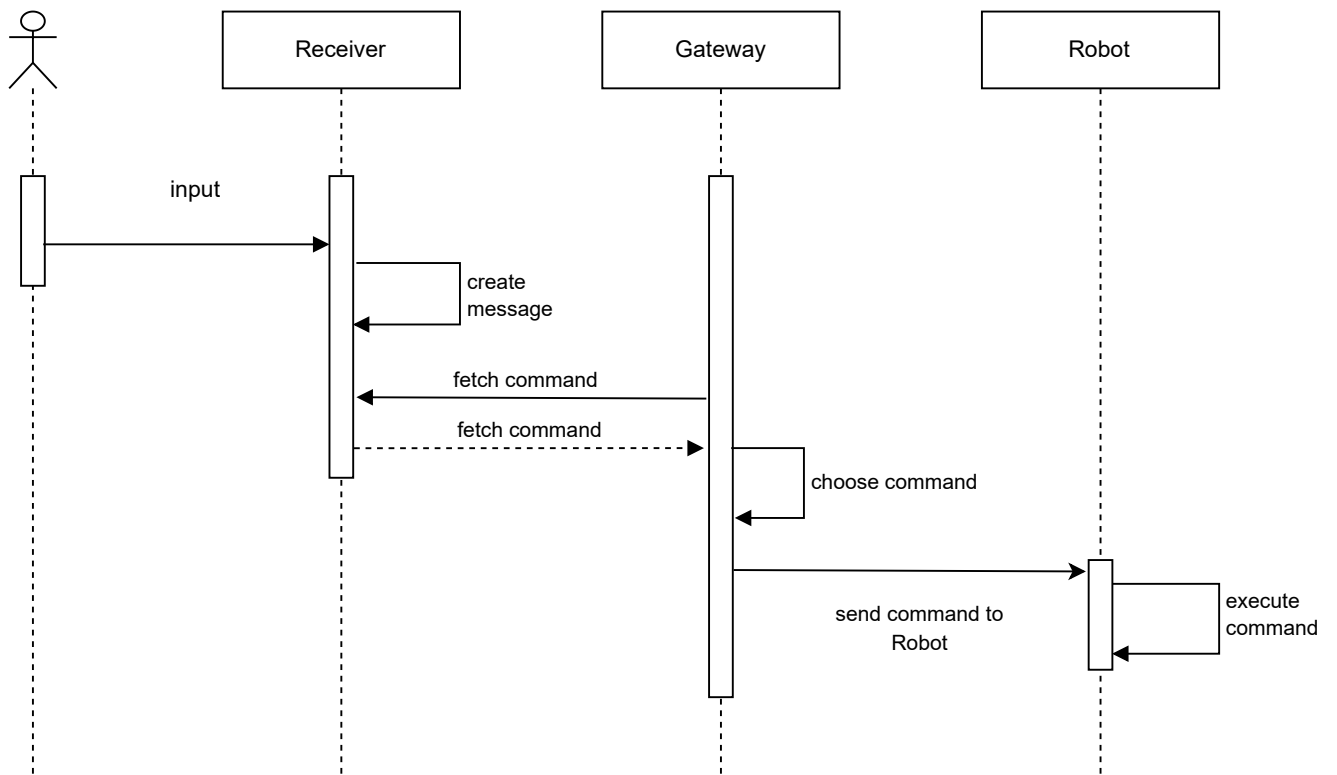 Receiver
Gateway
Robot
input
create
message
fetch command
fetch command
choose command
send command to
Robot
execute
command